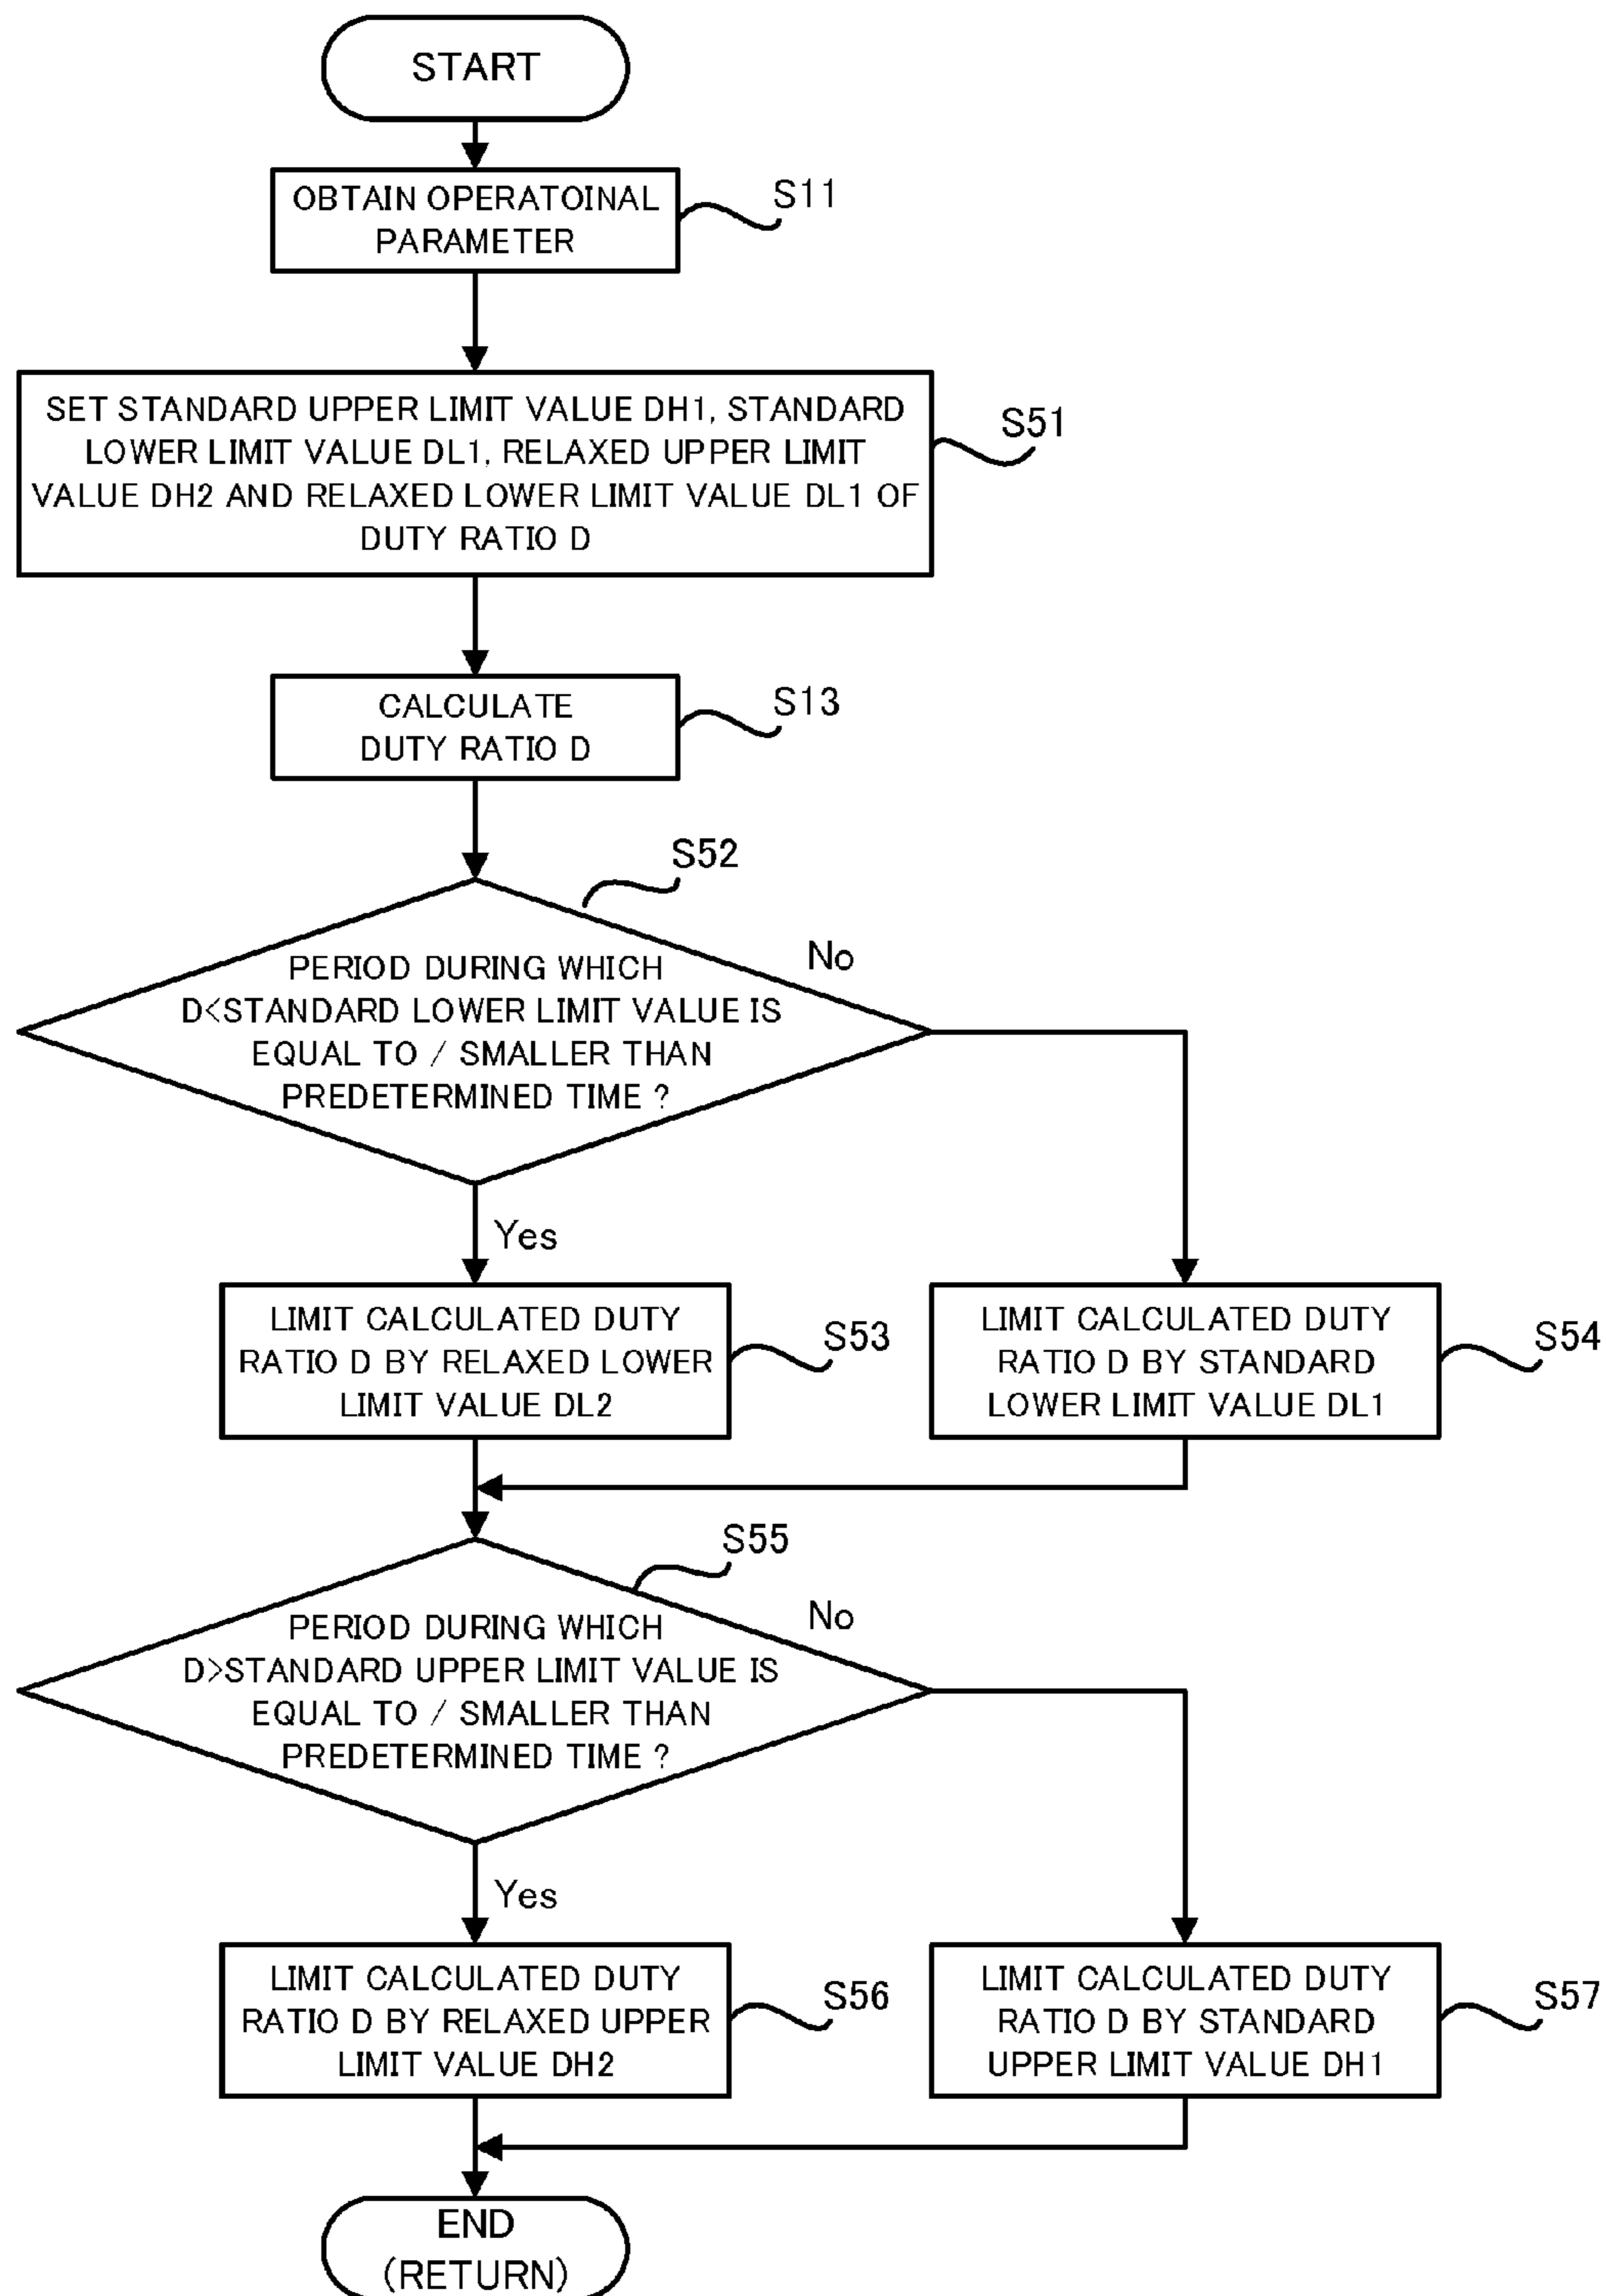 START
OBTAIN OPERATOINAL
PARAMETER
S11
SET STANDARD UPPER LIMIT VALUE DH1, STANDARD
LOWER LIMIT VALUE DL1, RELAXED UPPER LIMIT
VALUE DH2 AND RELAXED LOWER LIMIT VALUE DL1 OF
DUTY RATIO D
S51
CALCULATE
DUTY RATIO D
S13
S52
PERIOD DURING WHICH
D<STANDARD LOWER LIMIT VALUE IS
EQUAL TO / SMALLER THAN
PREDETERMINED TIME ?
No
Yes
LIMIT CALCULATED DUTY
RATIO D BY RELAXED LOWER
LIMIT VALUE DL2
S53
LIMIT CALCULATED DUTY
RATIO D BY STANDARD
LOWER LIMIT VALUE DL1
S54
S55
PERIOD DURING WHICH
D>STANDARD UPPER LIMIT VALUE IS
EQUAL TO / SMALLER THAN
PREDETERMINED TIME ?
No
Yes
LIMIT CALCULATED DUTY
RATIO D BY RELAXED UPPER
LIMIT VALUE DH2
S56
LIMIT CALCULATED DUTY
RATIO D BY STANDARD
UPPER LIMIT VALUE DH1
S57
END
(RETURN)